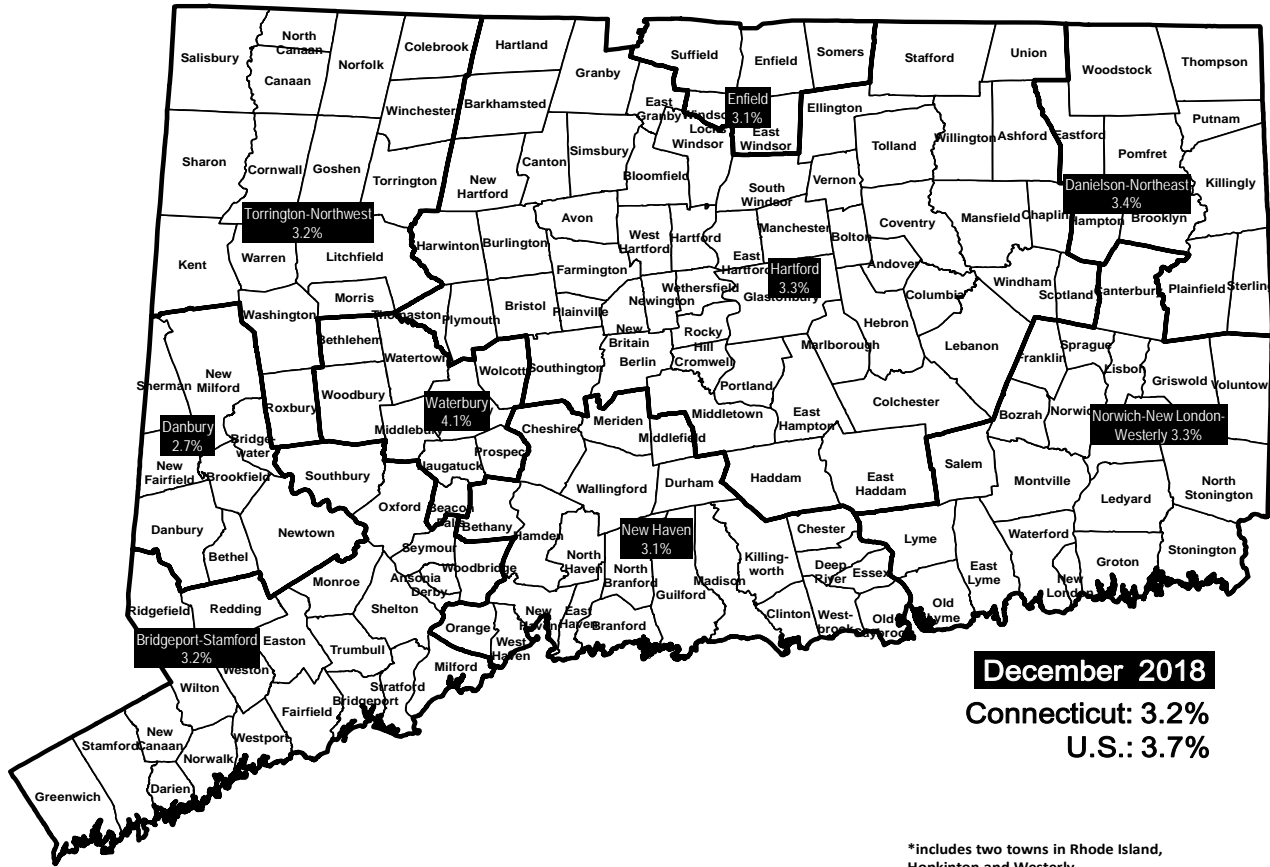 Salisbury
North
Canaan
Canaan
Norfolk
Colebrook
Hartland
Granby
Suffield
Enfield
Somers
Stafford
Union
Woodstock
Thompson
Winchester
Barkhamsted
East
Granby
Windsor
Locks
Windsor
Enfield
3.1%
East
Windsor
Ellington
Willington
Ashford
Eastford
Putnam
Pomfret
Sharon
Cornwall
Goshen
Torrington
New
Hartford
Canton
Simsbury
Bloomfield
South
Windsor
Vernon
Tolland
Killingly
Danielson-Northeast
3.4%
Torrington-Northwest
3.2%
Kent
Warren
Litchfield
Harwinton
Burlington
Avon
West
Hartford
Hartford
East
Hartford
Manchester
Bolton
Coventry
Mansfield
Chaplin
Hampton
Brooklyn
Morris
Farmington
Hartford
3.3%
Glastonbury
Andover
Columbia
Windham
Scotland
Canterbury
Plainfield
Sterling
Washington
Thomaston
Plymouth
Bristol
Plainville
Newington
Wethersfield
New
Britain
Rocky
Hill
Berlin
Cromwell
Marlborough
Hebron
Lebanon
Franklin
Sprague
Lisbon
Griswold
Voluntown
Bethlehem
Watertown
Wolcott
Southington
Portland
Sherman
New
Milford
Roxbury
Woodbury
Waterbury
4.1%
Middlebury
Cheshire
Meriden
Middletown
Middlefield
East
Hampton
Colchester
Bozrah
Norwich
Norwich-New London-
Westerly 3.3%
Danbury
2.7%
Bridge-
water
New
Fairfield
Brookfield
Southbury
Naugatuck
Prospect
Wallingford
Durham
Haddam
East
Haddam
Salem
Montville
Ledyard
North
Stonington
Danbury
Bethel
Newtown
Oxford
Beacon
Falls
Bethany
Hamden
New Haven
3.1%
North
Haven
North
Branford
Guilford
Madison
Killing-
worth
Chester
Deep
River
Essex
Lyme
East
Lyme
Waterford
New
London
Groton
Stonington
Seymour
Woodbridge
Ansonia
Derby
Monroe
Shelton
Ridgefield
Redding
Orange
New
Haven
West
Haven
East
Haven
Branford
Clinton
West-
brook
Old
Saybrook
Old
Lyme
Bridgeport-Stamford
3.2%
Easton
Weston
Trumbull
Milford
Stratford
Bridgeport
Wilton
Fairfield
Westport
New
Canaan
Norwalk
Stamford
Darien
Greenwich
December 2018
Connecticut: 3.2%
U.S.: 3.7%
*includes two towns in Rhode Island,
Hopkinton and Westerly